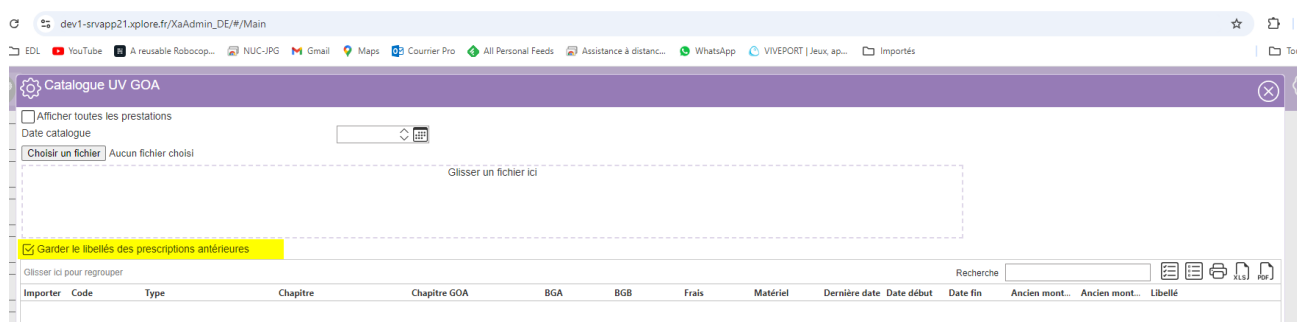 dev1-srvapp21.xplore.fr/XaAdmin_DE/#/Main
EDL YouTube A reusable Robocop... NUC-JPG Gmail Maps Courrier Pro All Personal Feeds Assistance à distanc... WhatsApp VIVEPORT | Jeux, ap... Importés
Catalogue UV GOA
Afficher toutes les prestations
Date catalogue
Choisir un fichier Aucun fichier choisi
Glisser un fichier ici
Garder le libellés des prescriptions antérieures
Glisser ici pour regrouper Recherche XLS PDF
Importer Code Type Chapitre Chapitre GOA BGA BGB Frais Matériel Dernière date Date début Date fin Ancien mont... Ancien mont... Libellé